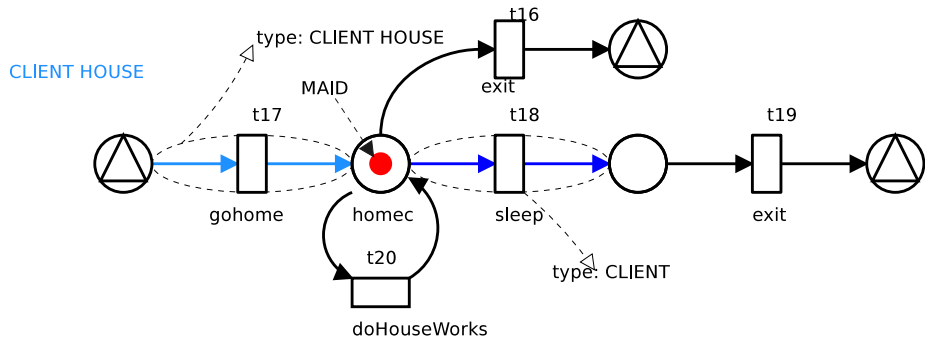 t16
type: CLIENT HOUSE
CLIENT HOUSE
exit
MAID
t17
t18
t19
gohome
homec
sleep
exit
t20
type: CLIENT
doHouseWorks